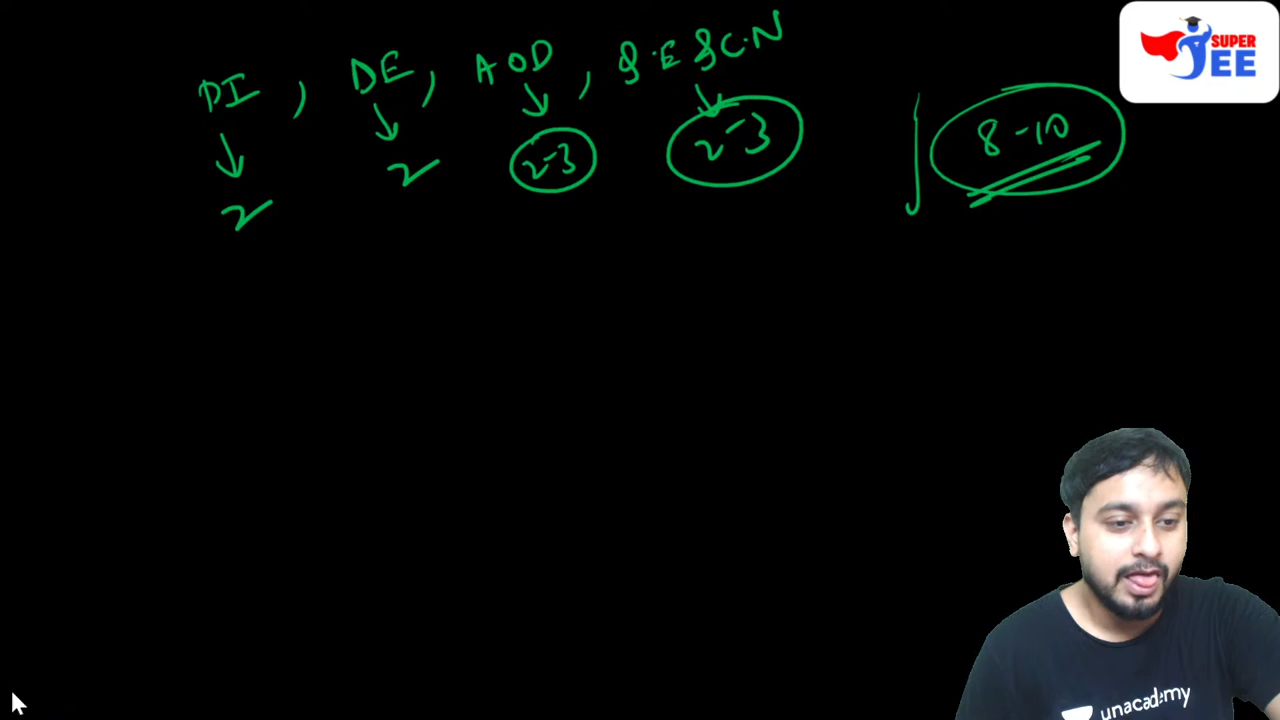 DI, DE, AOD, Q.E & C.N
2 2 2-3 2-3 8-10
SUPER
JEE
unacademy